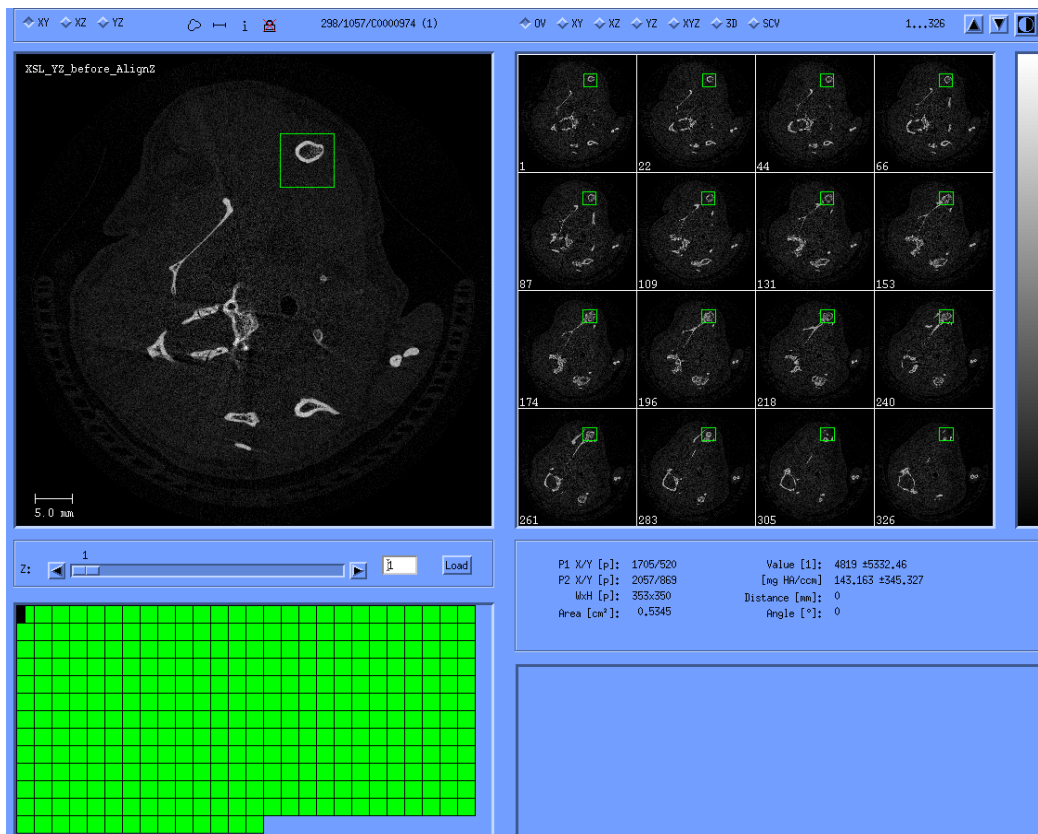 XY XZ YZ i 298/1057/C0000974 (1) OV XY XZ YZ XYZ 3D SCV 1...326
XSL_YZ_before_AlignZ
5.0 mm
1 22 44 66
87 109 131 153
174 196 218 240
261 283 305 326
1
Z: 1 Load
P1 X/Y [p]: 1705/520 Value [1]: 4819 ±5332.46
P2 X/Y [p]: 2057/869 [mg HA/ccm] 143.163 ±345.327
WxH [p]: 353x350 Distance [mm]: 0
Area [cm²]: 0.5345 Angle [°]: 0